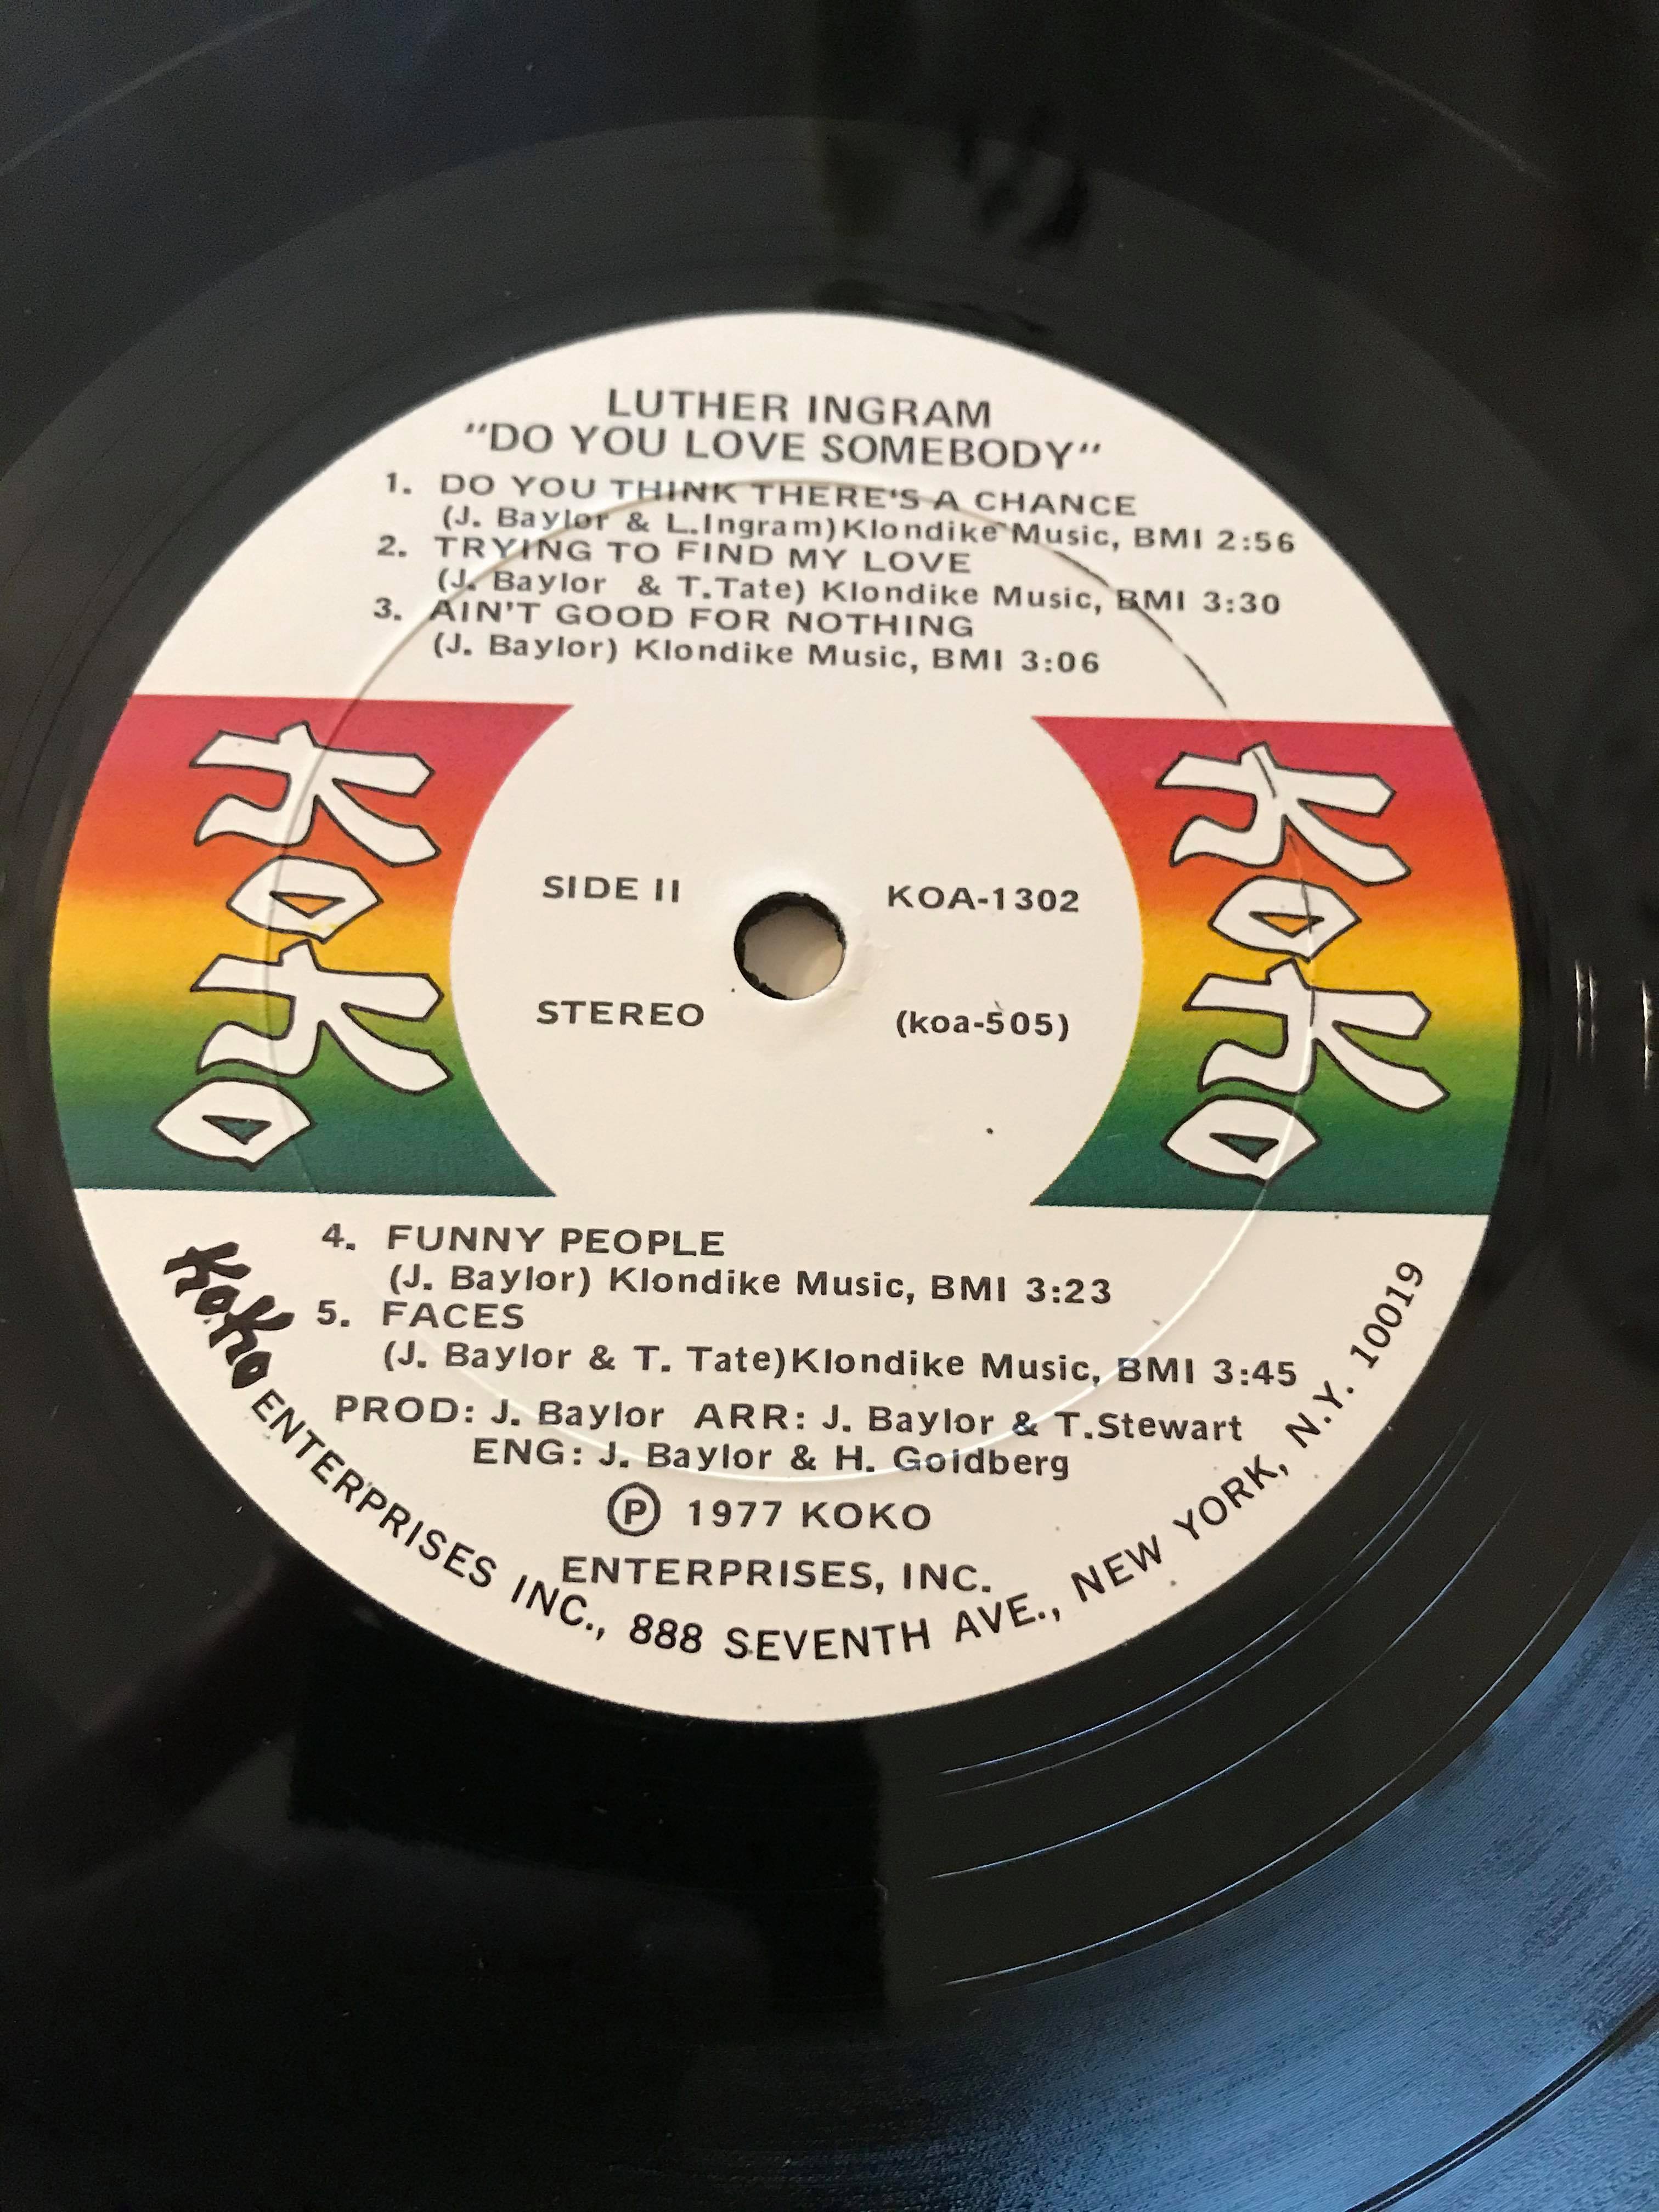 LUTHER INGRAM
"DO YOU LOVE SOMEBODY"
1. DO YOU THINK THERE'S A CHANCE
(J. Baylor & L.Ingram)Klondike Music, BMI 2:56
2. TRYING TO FIND MY LOVE
(J. Baylor & T.Tate) Klondike Music, BMI 3:30
3. AIN'T GOOD FOR NOTHING
(J. Baylor) Klondike Music, BMI 3:06
KoKo
KoKo
SIDE II
KOA-1302
STEREO
(koa-505)
4. FUNNY PEOPLE
(J. Baylor) Klondike Music, BMI 3:23
5. FACES
(J. Baylor & T. Tate)Klondike Music, BMI 3:45
PROD: J. Baylor ARR: J. Baylor & T.Stewart
ENG: J. Baylor & H. Goldberg
Ⓟ 1977 KOKO
ENTERPRISES, INC.
KoKo ENTERPRISES INC., 888 SEVENTH AVE., NEW YORK, N.Y. 10019